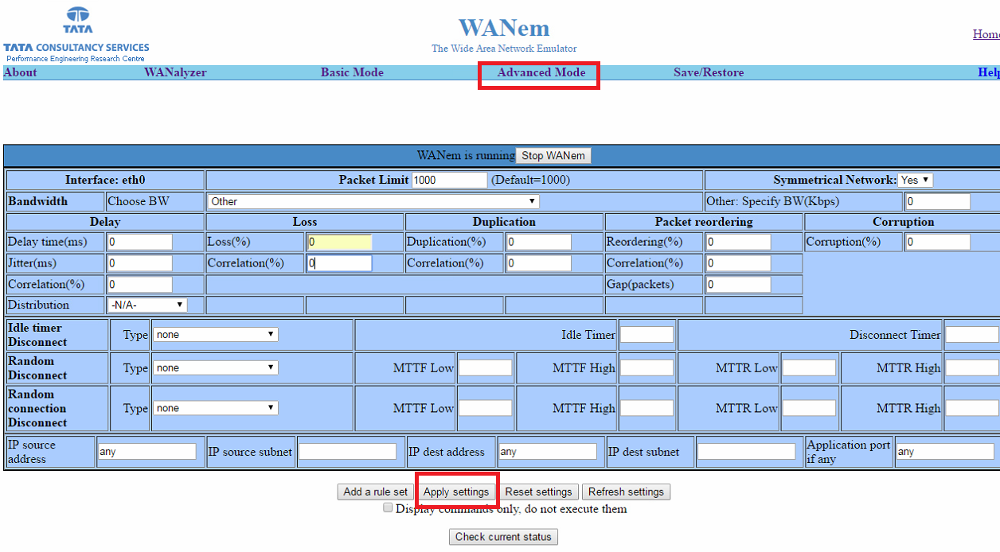 TATA
TATA CONSULTANCY SERVICES
Performance Engineering Research Centre
WANem
The Wide Area Network Emulator
Home
About WANalyzer Basic Mode Advanced Mode Save/Restore Help
WANem is running Stop WANem
Interface: eth0 Packet Limit 1000 (Default=1000) Symmetrical Network: Yes
Bandwidth Choose BW Other Other: Specify BW(Kbps) 0
Delay Loss Duplication Packet reordering Corruption
Delay time(ms) 0 Loss(%) 0 Duplication(%) 0 Reordering(%) 0 Corruption(%) 0
Jitter(ms) 0 Correlation(%) 0 Correlation(%) 0 Correlation(%) 0
Correlation(%) 0 Gap(packets) 0
Distribution -N/A-
Idle timer
Disconnect Type none Idle Timer Disconnect Timer
Random
Disconnect Type none MTTF Low MTTF High MTTR Low MTTR High
Random
connection
Disconnect Type none MTTF Low MTTF High MTTR Low MTTR High
IP source
address any IP source subnet IP dest address any IP dest subnet Application port
if any any
Add a rule set Apply settings Reset settings Refresh settings
Display commands only, do not execute them
Check current status